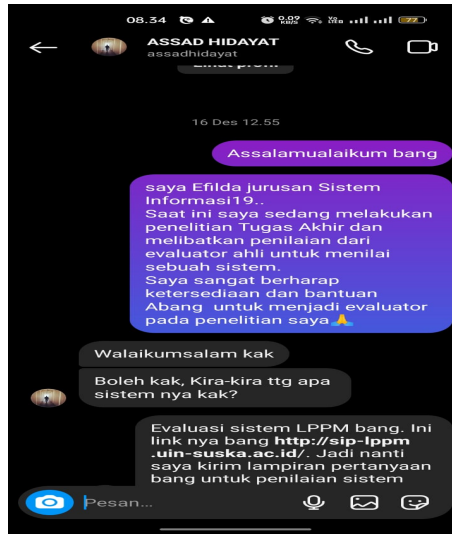 08.34
0.09 KB/S
77
ASSAD HIDAYAT
assadhidayat
16 Des 12.55
Assalamualaikum bang
saya Efilda jurusan Sistem
Informasi19..
Saat ini saya sedang melakukan
penelitian Tugas Akhir dan
melibatkan penilaian dari
evaluator ahli untuk menilai
sebuah sistem.
Saya sangat berharap
ketersediaan dan bantuan
Abang untuk menjadi evaluator
pada penelitian saya🙏
Walaikumsalam kak
Boleh kak, Kira-kira ttg apa
sistem nya kak?
Evaluasi sistem LPPM bang. Ini
link nya bang http://sip-lppm
.uin-suska.ac.id/. Jadi nanti
saya kirim lampiran pertanyaan
bang untuk penilaian sistem
Pesan...